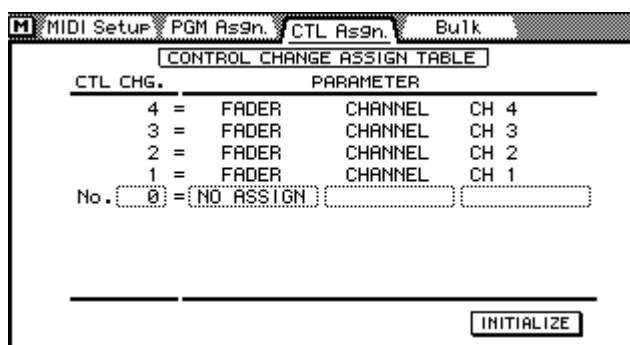 M MIDI Setup PGM Asgn. CTL Asgn. Bulk
CONTROL CHANGE ASSIGN TABLE
CTL CHG. PARAMETER
4 = FADER CHANNEL CH 4
3 = FADER CHANNEL CH 3
2 = FADER CHANNEL CH 2
1 = FADER CHANNEL CH 1
No. 0 = NO ASSIGN
INITIALIZE